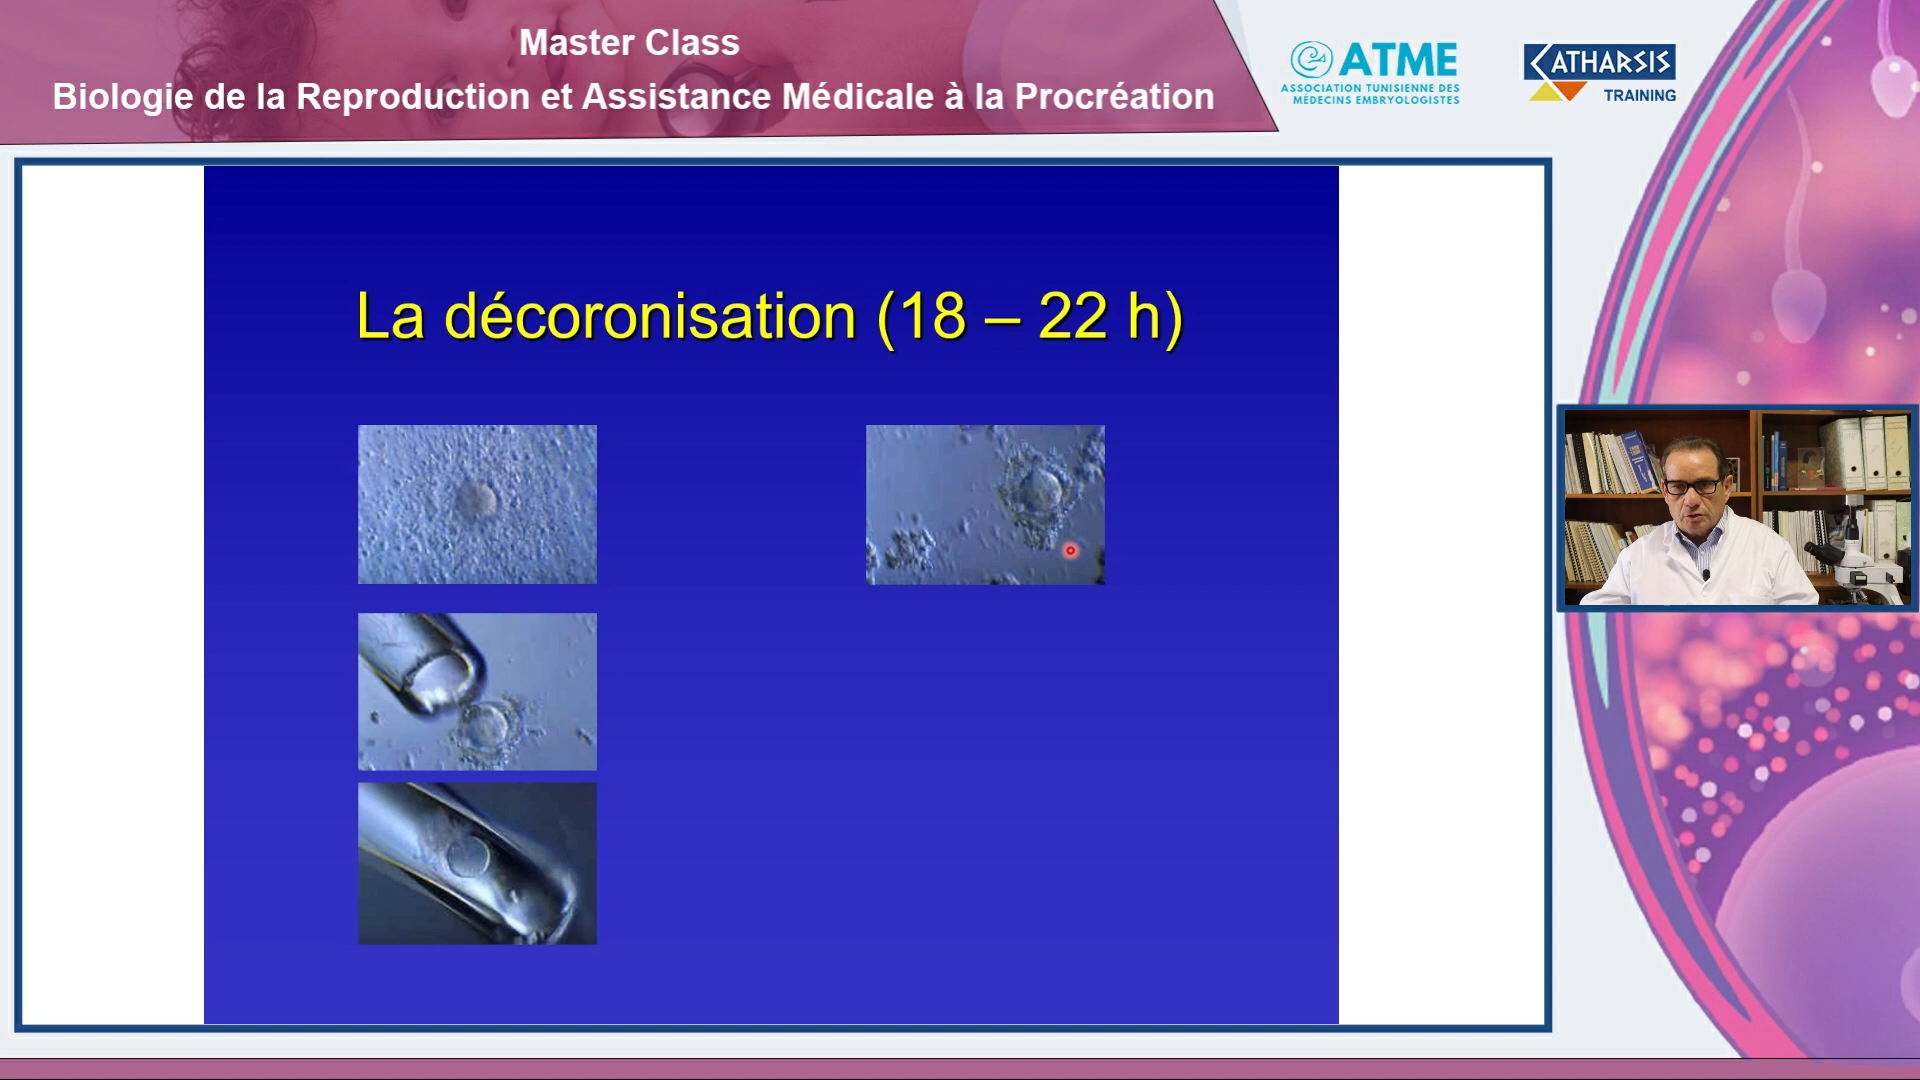 Master Class
Biologie de la Reproduction et Assistance Médicale à la Procréation
ATME
ASSOCIATION TUNISIENNE DES
MÉDECINS EMBRYOLOGISTES
CATHARSIS
TRAINING
La décoronisation (18 – 22 h)